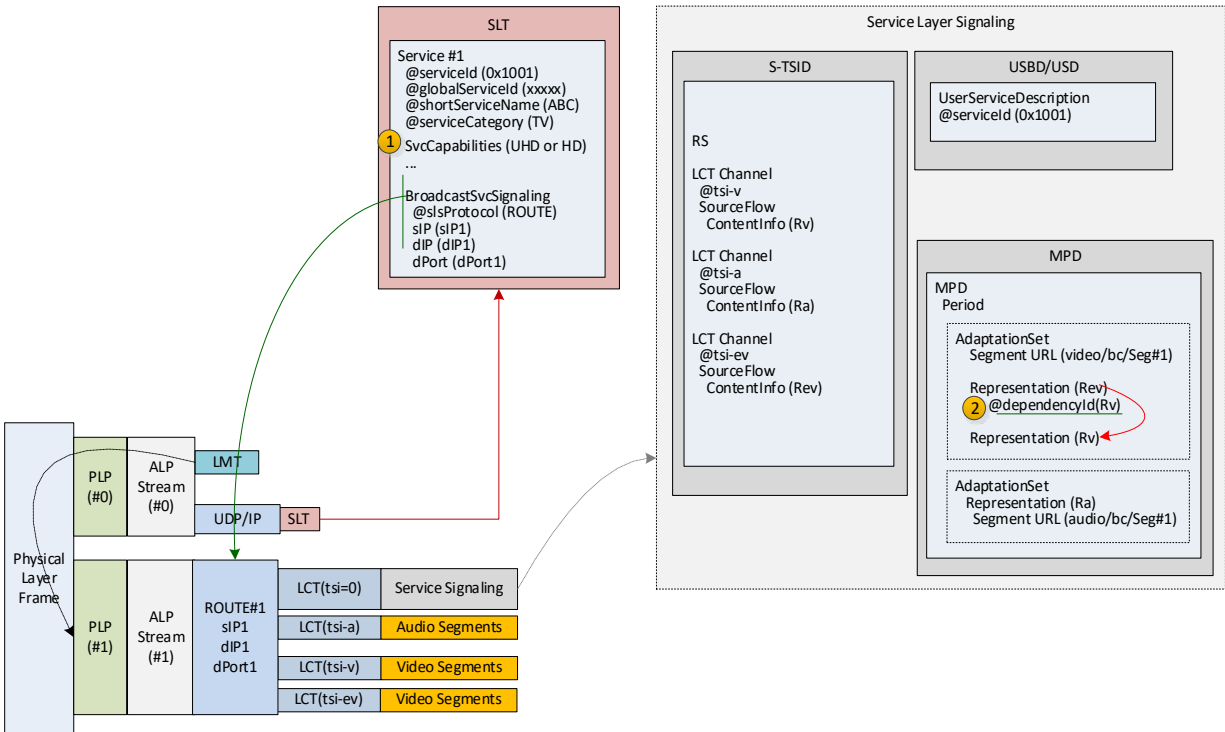 SLT
Service #1
@serviceId (0x1001)
@globalServiceId (xxxxx)
@shortServiceName (ABC)
@serviceCategory (TV)
1
SvcCapabilities (UHD or HD)
...
BroadcastSvcSignaling
@slsProtocol (ROUTE)
sIP (sIP1)
dIP (dIP1)
dPort (dPort1)
Service Layer Signaling
S-TSID
RS
LCT Channel
@tsi-v
SourceFlow
ContentInfo (Rv)
LCT Channel
@tsi-a
SourceFlow
ContentInfo (Ra)
LCT Channel
@tsi-ev
SourceFlow
ContentInfo (Rev)
USBD/USD
UserServiceDescription
@serviceId (0x1001)
MPD
MPD
Period
AdaptationSet
Segment URL (video/bc/Seg#1)
Representation (Rev)
2
@dependencyId(Rv)
Representation (Rv)
AdaptationSet
Representation (Ra)
Segment URL (audio/bc/Seg#1)
Physical
Layer
Frame
PLP
(#0)
ALP
Stream
(#0)
LMT
UDP/IP
SLT
PLP
(#1)
ALP
Stream
(#1)
ROUTE#1
sIP1
dIP1
dPort1
LCT(tsi=0)
Service Signaling
LCT(tsi-a)
Audio Segments
LCT(tsi-v)
Video Segments
LCT(tsi-ev)
Video Segments